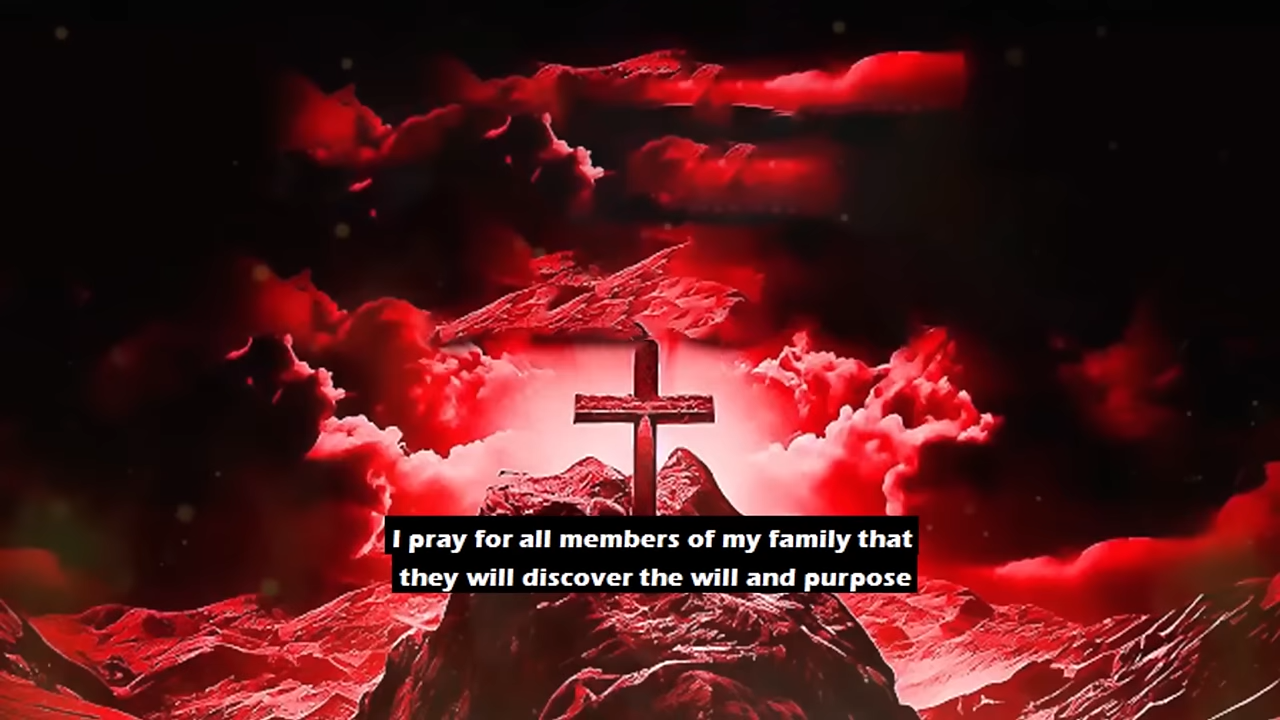 I pray for all members of my family that
they will discover the will and purpose